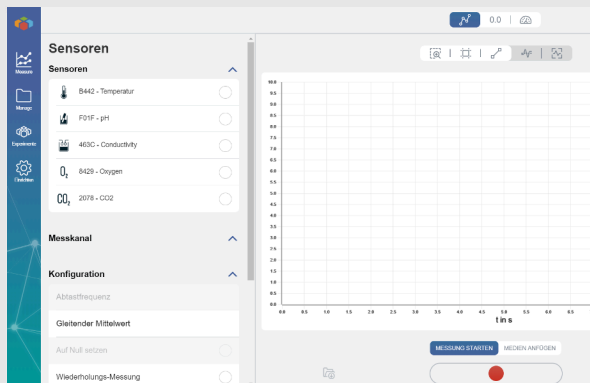 0.0
Sensoren
Measure
Sensoren
B442 - Temperatur
Manage
F01F - pH
463C - Conductivity
Experimente
O2 8429 - Oxygen
CO2 2078 - CO2
Messkanal
Konfiguration
Abtastfrequenz
Gleitender Mittelwert
Auf Null setzen
Wiederholungs-Messung
10.0
9.5
9.0
8.5
8.0
7.5
7.0
6.5
6.0
5.5
5.0
4.5
4.0
3.5
3.0
2.5
2.0
1.5
1.0
0.5
0.0
0.0 0.5 1.0 1.5 2.0 2.5 3.0 3.5 4.0 4.5 5.0 5.5 6.0 6.5
t in s
MESSUNG STARTEN MEDIEN ANFÜGEN